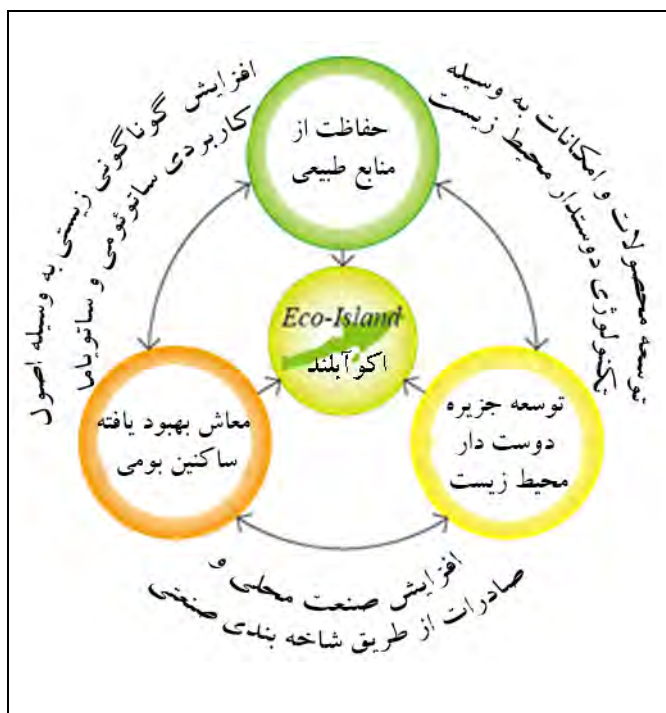 افزایش گوناگونی زیستی به وسیله اصول
کاربردی ساتوئومی و ساتویاما
توسعه محصولات و امکانات به وسیله
تکنولوژی دوستدار محیط زیست
حفاظت از
منابع طبیعی
Eco-Island
اکوآیلند
معاش بهبود یافته
ساکنین بومی
توسعه جزیره
دوست دار
محیط زیست
افزایش صنعت محلی و
صادرات از طریق شاخه بندی صنعتی